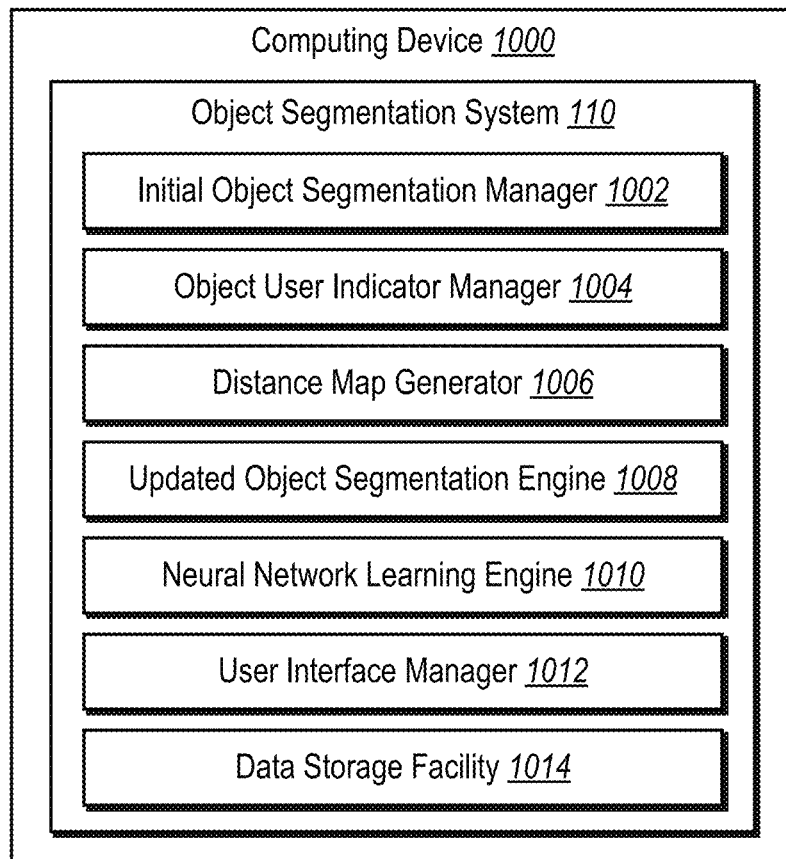 Computing Device 1000
Object Segmentation System 110
Initial Object Segmentation Manager 1002
Object User Indicator Manager 1004
Distance Map Generator 1006
Updated Object Segmentation Engine 1008
Neural Network Learning Engine 1010
User Interface Manager 1012
Data Storage Facility 1014